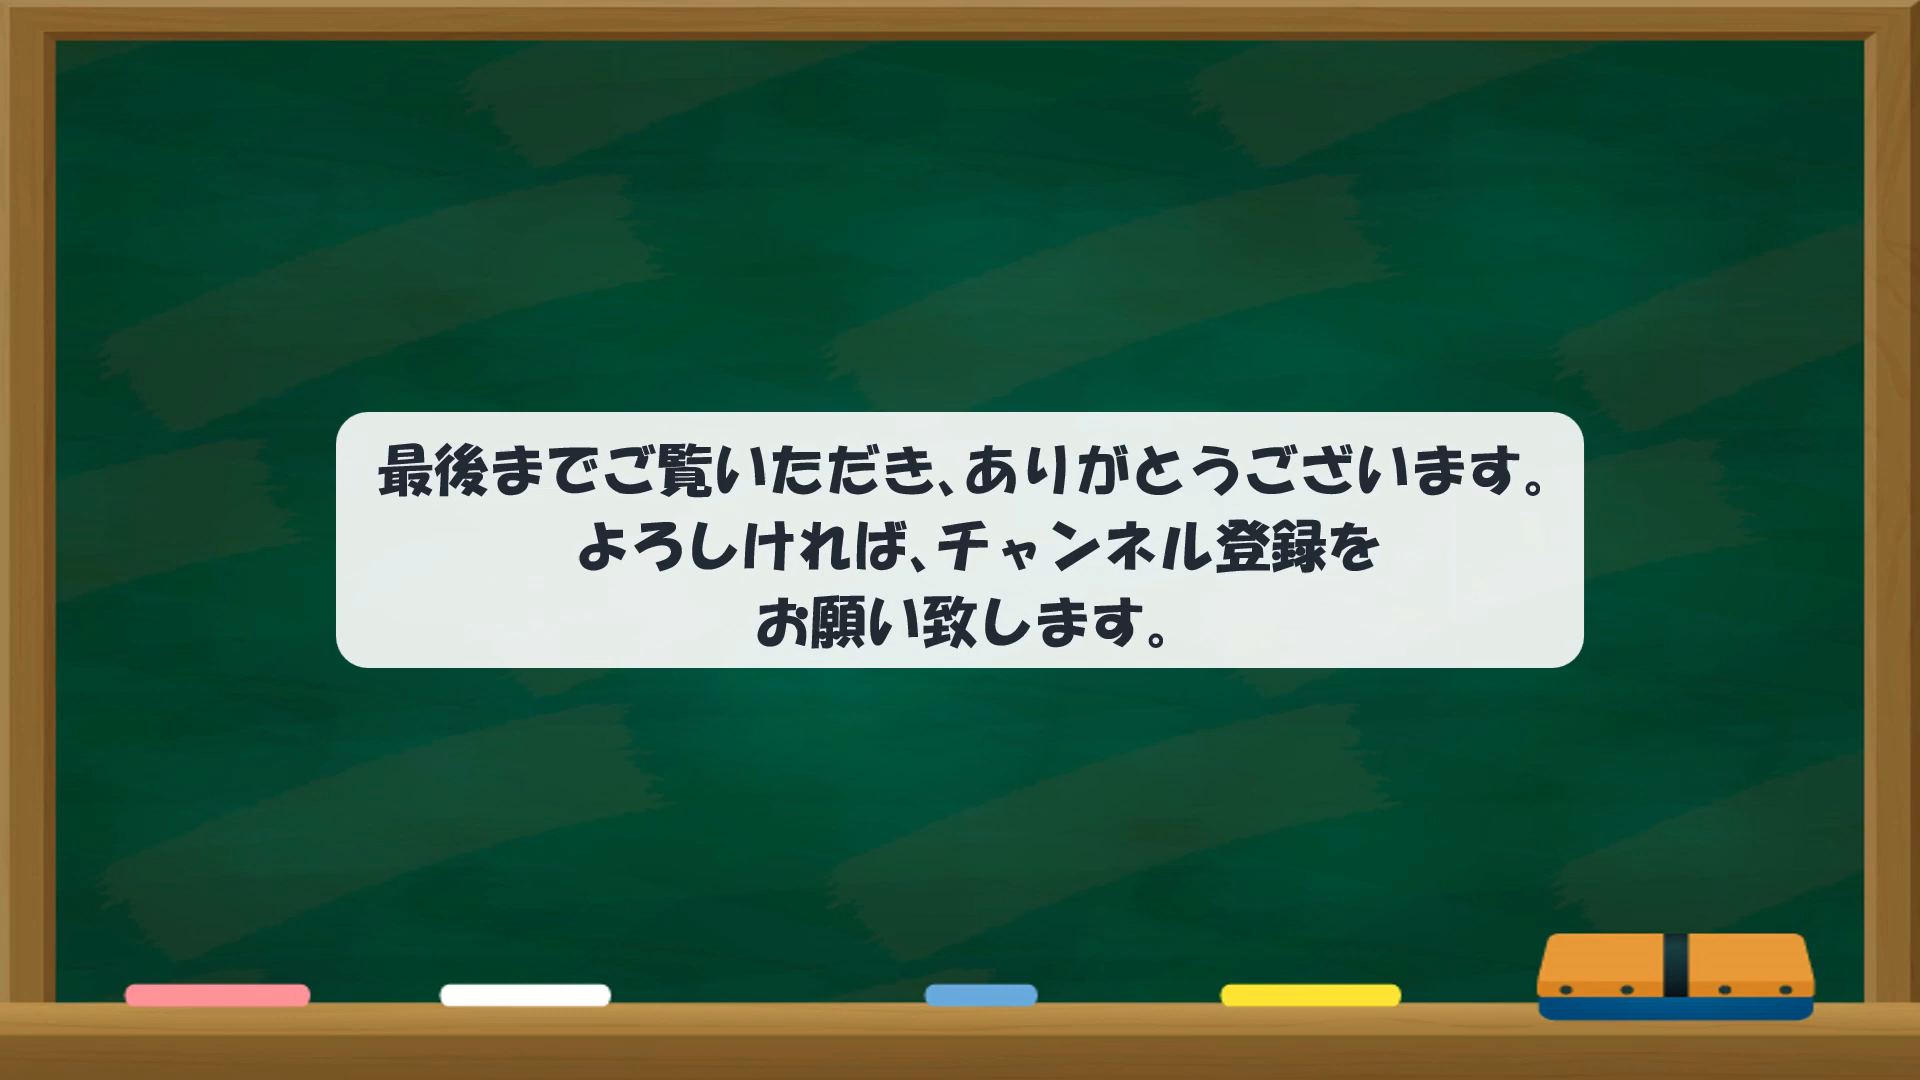 最後までご覧いただき、ありがとうございます。
よろしければ、チャンネル登録を
お願い致します。